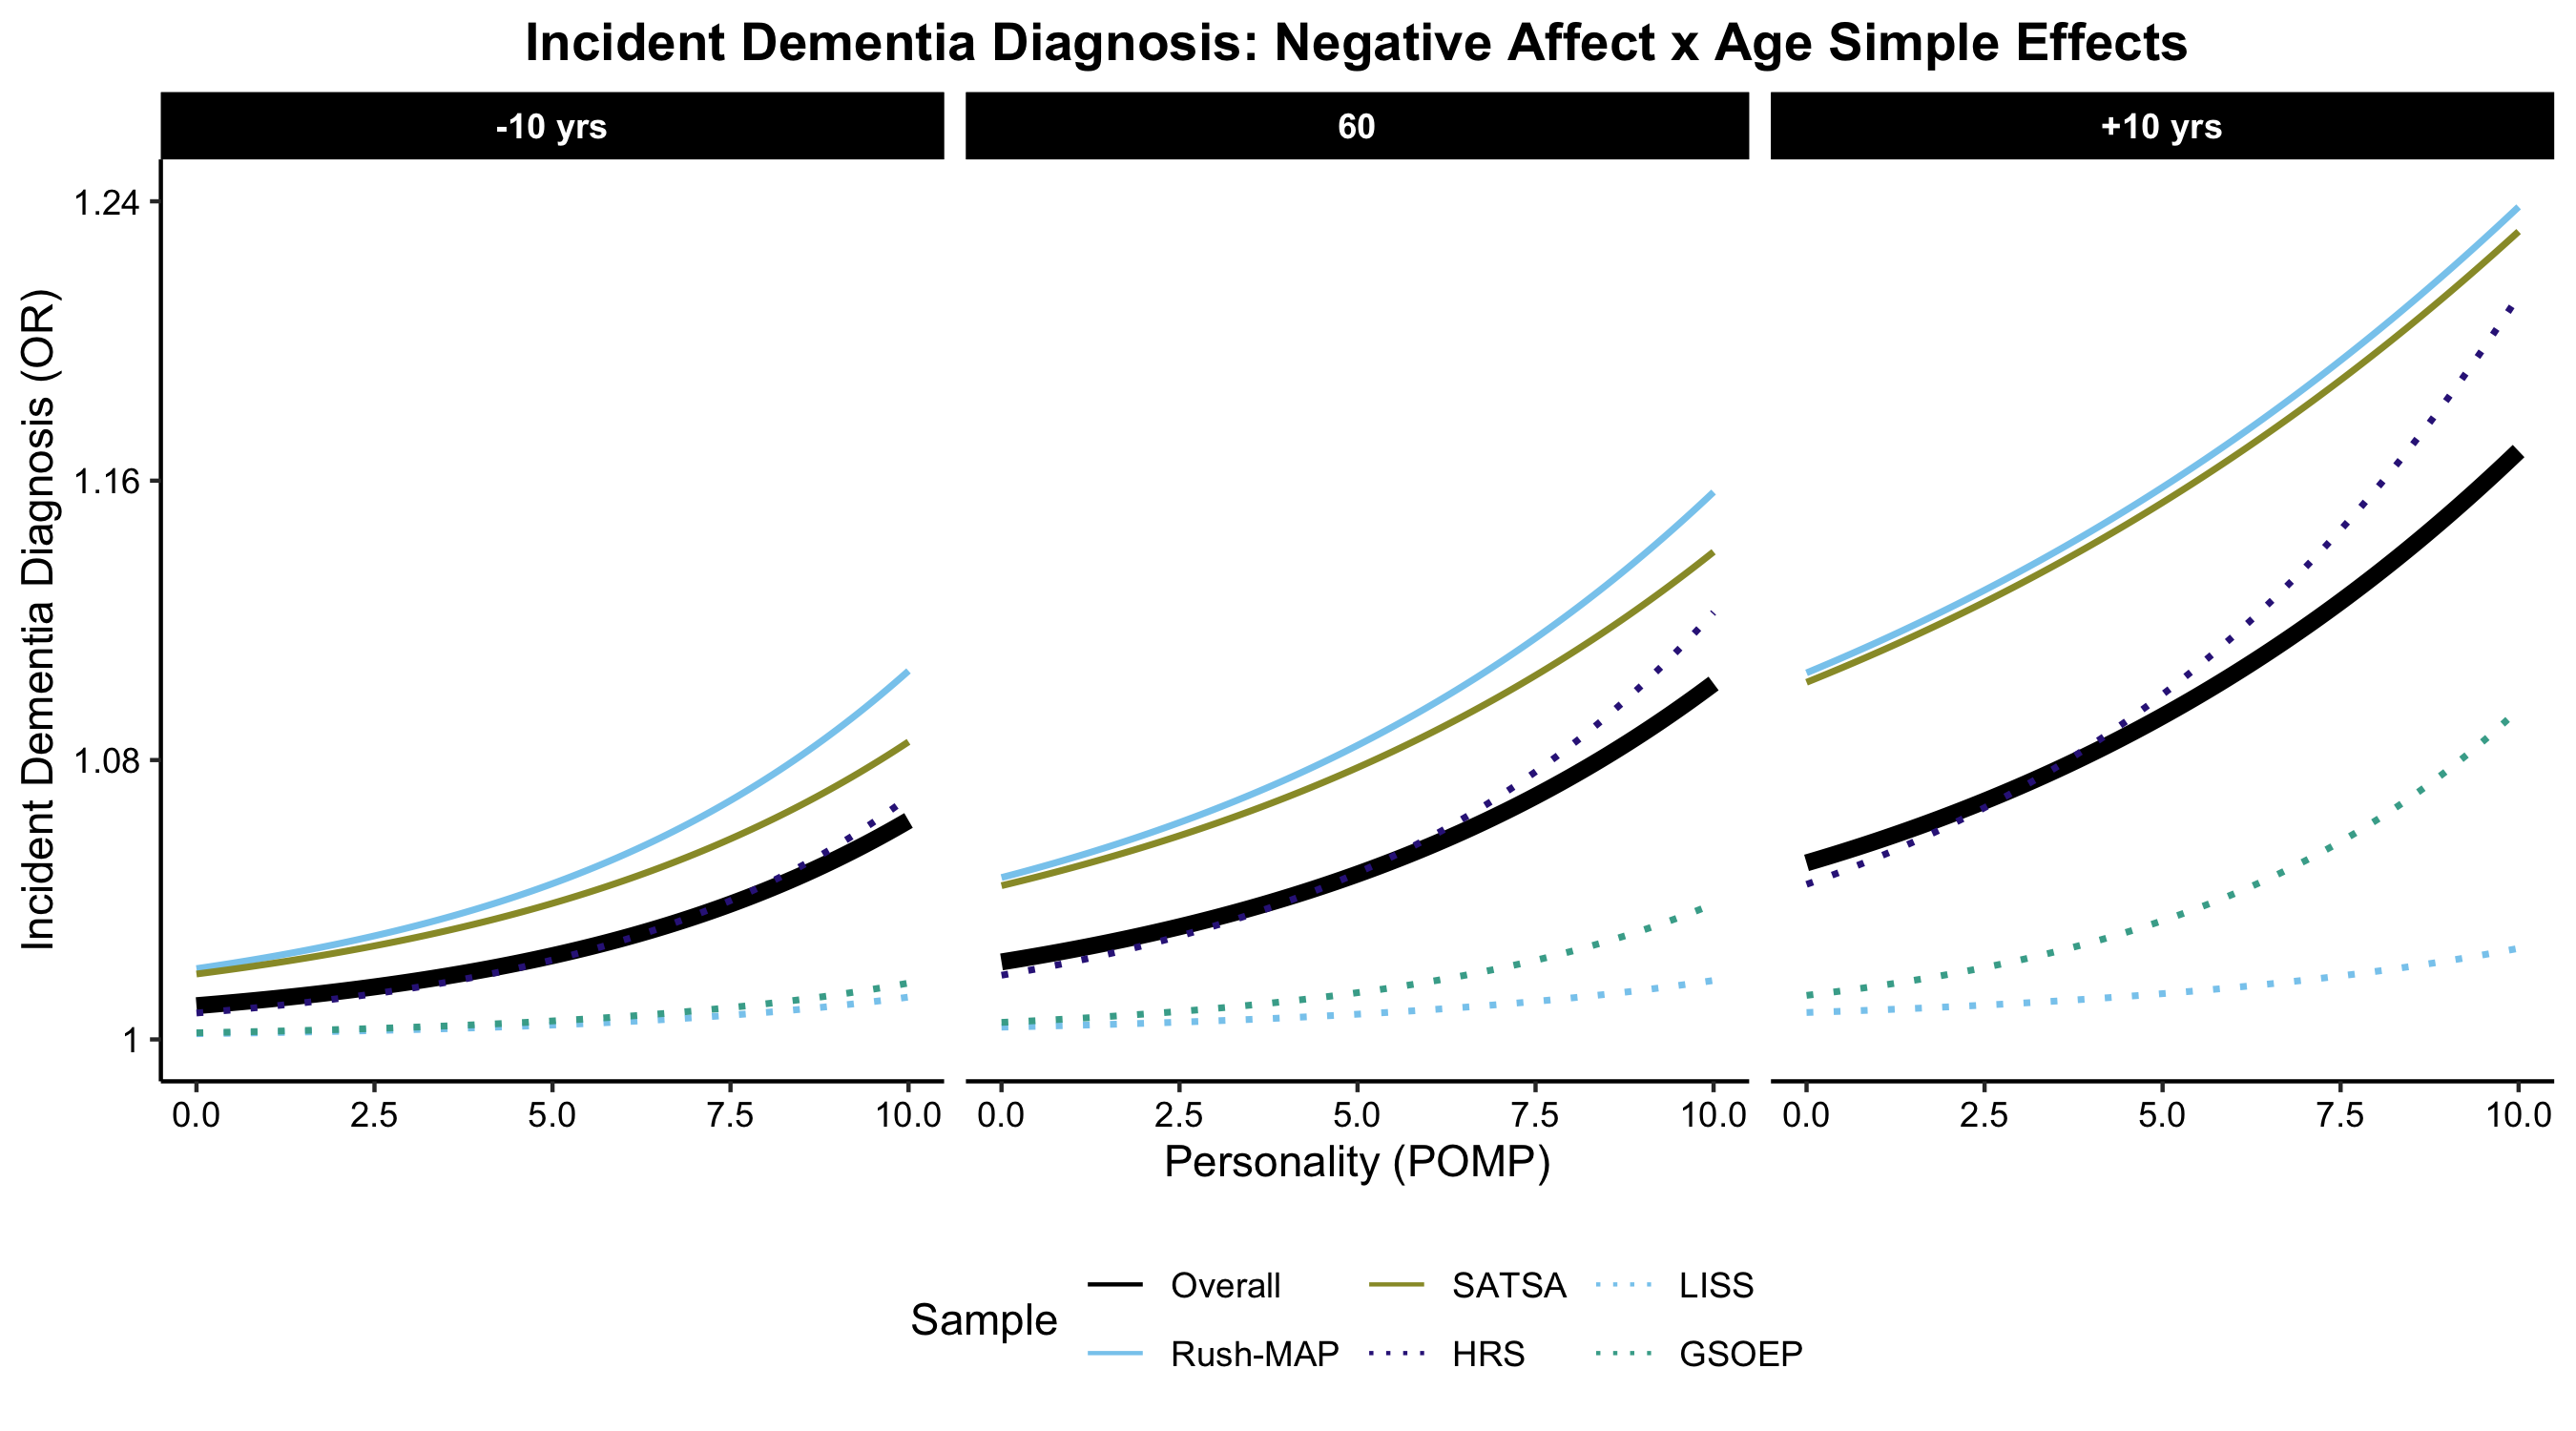 Incident Dementia Diagnosis: Negative Affect x Age Simple Effects
-10 yrs
60
+10 yrs
Incident Dementia Diagnosis (OR)
1.24
1.16
1.08
1
0.0 2.5 5.0 7.5 10.0
0.0 2.5 5.0 7.5 10.0
0.0 2.5 5.0 7.5 10.0
Personality (POMP)
Sample
Overall SATSA LISS
Rush-MAP HRS GSOEP